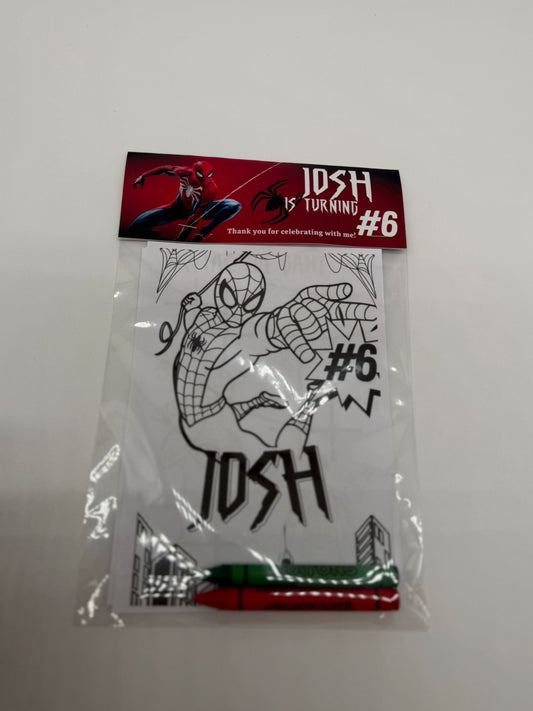 JOSH
IS TURNING
#6
Thank you for celebrating with me!
#6
JOSH